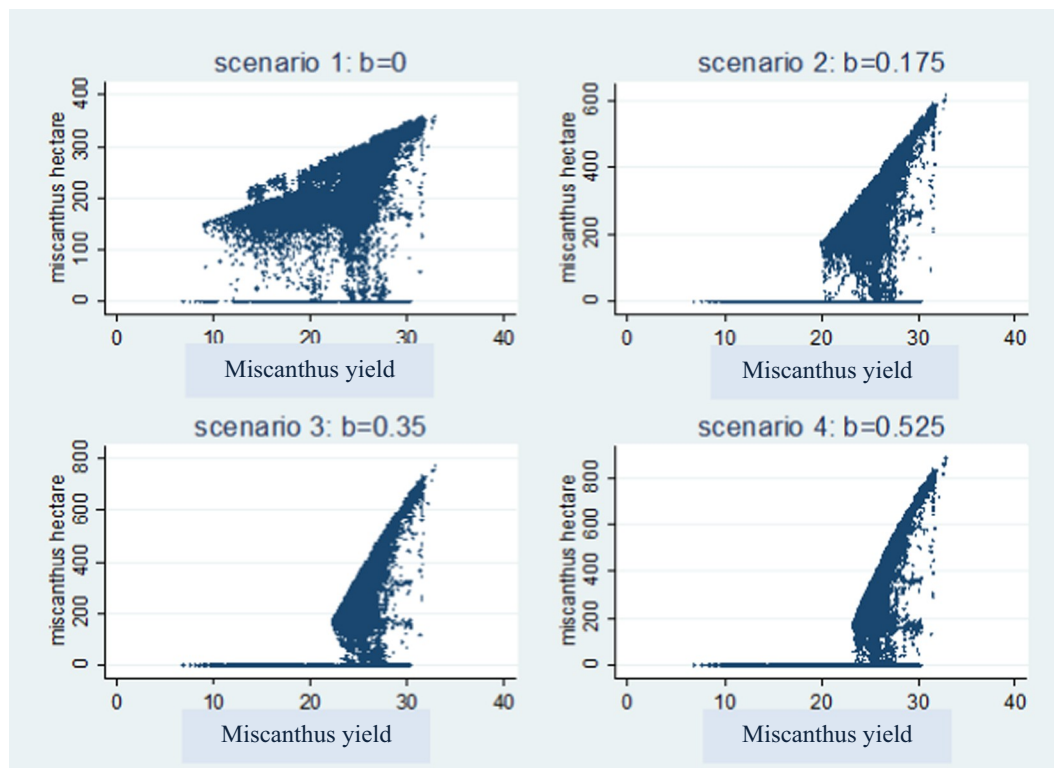 scenario 1: b=0
miscanthus hectare
400
300
200
100
0
0 10 20 30 40
Miscanthus yield
scenario 2: b=0.175
miscanthus hectare
600
400
200
0
0 10 20 30 40
Miscanthus yield
scenario 3: b=0.35
miscanthus hectare
800
600
400
200
0
0 10 20 30 40
Miscanthus yield
scenario 4: b=0.525
miscanthus hectare
800
600
400
200
0
0 10 20 30 40
Miscanthus yield